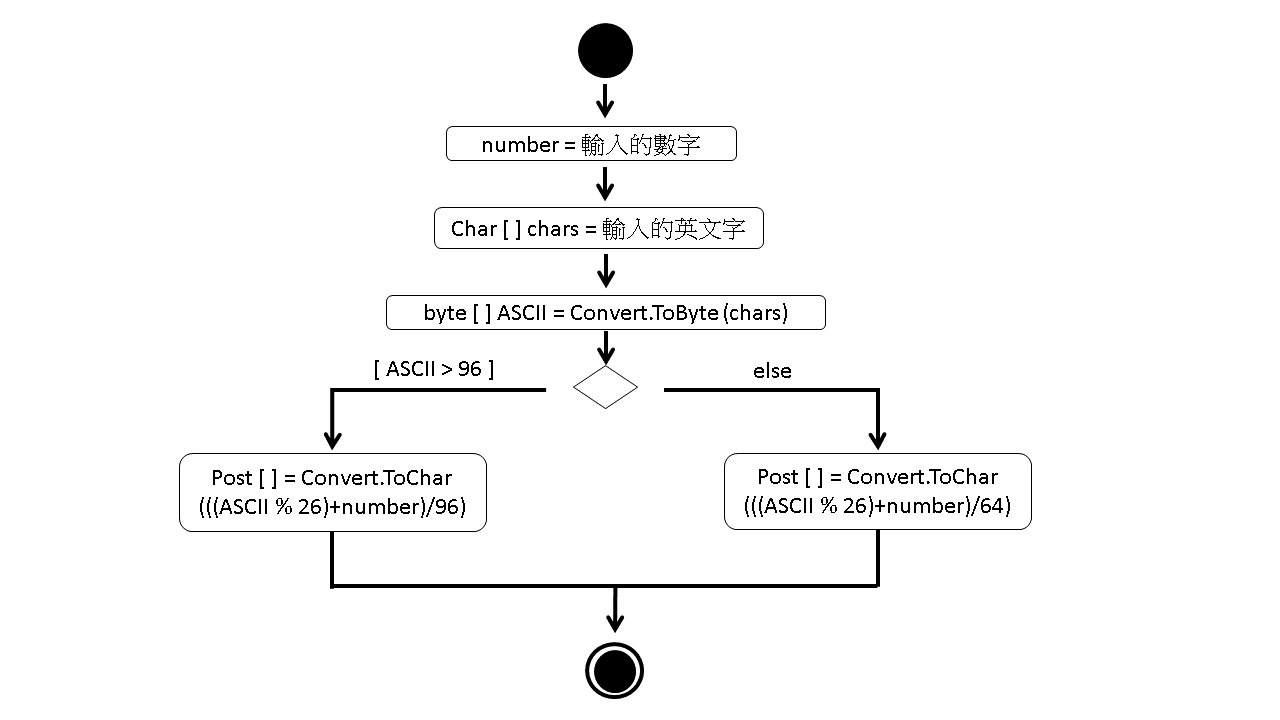 number = 輸入的數字
Char [ ] chars = 輸入的英文字
byte [ ] ASCII = Convert.ToByte (chars)
[ ASCII > 96 ]
else
Post [ ] = Convert.ToChar
(((ASCII % 26)+number)/96)
Post [ ] = Convert.ToChar
(((ASCII % 26)+number)/64)